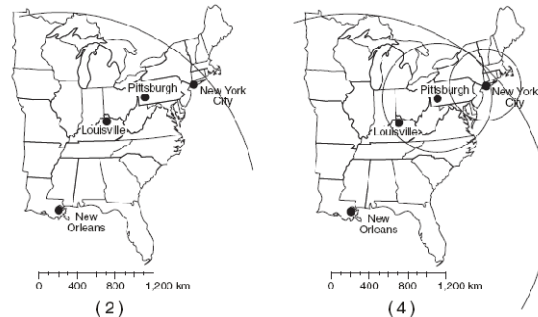 Pittsburgh
New York
City
Louisville
New
Orleans
0 400 800 1,200 km
(2)
Pittsburgh
New York
City
Louisville
New
Orleans
0 400 800 1,200 km
(4)